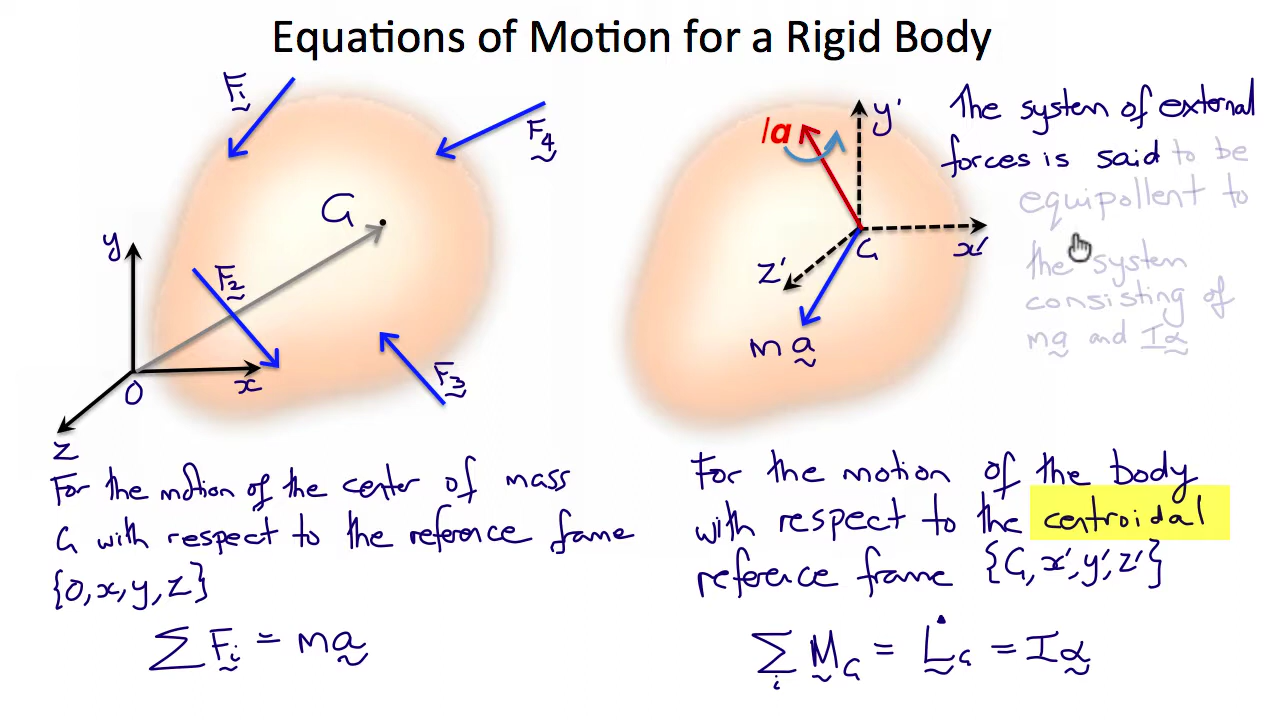 Equations of Motion for a Rigid Body
F₁
F₄
G
y
F₂
F₃
O
x
z
Iα
y'
G
x'
z'
m a
The system of external
forces is said to be
equipollent to
the system
consisting of
ma and Iα
For the motion of the center of mass
G with respect to the reference frame
{O,x,y,z}
∑ Fᵢ = ma
For the motion of the body
with respect to the centroidal
reference frame {G,x',y',z'}
∑ᵢ M_G = L̇_G = Iα